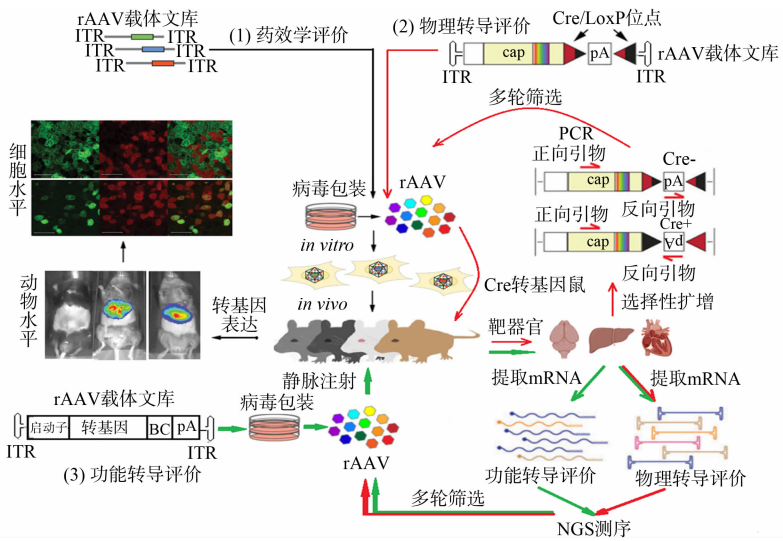 rAAV载体文库
ITR ITR
ITR ITR
ITR ITR
(1) 药效学评价
(2) 物理转导评价
Cre/LoxP位点
cap
pA
ITR
ITR
rAAV载体文库
多轮筛选
PCR
正向引物
Cre-
cap
pA
反向引物
正向引物
Cre+
cap
pA
反向引物
选择性扩增
细胞水平
病毒包装
rAAV
in vitro
in vivo
Cre转基因鼠
动物水平
转基因
表达
靶器官
静脉注射
提取mRNA
提取mRNA
rAAV载体文库
启动子
转基因
BC
pA
ITR
ITR
病毒包装
rAAV
(3) 功能转导评价
功能转导评价
物理转导评价
多轮筛选
NGS测序